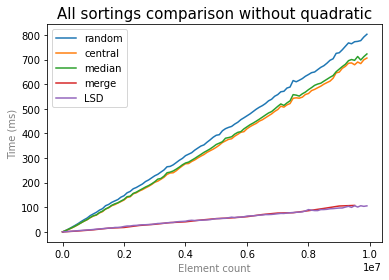 All sortings comparison without quadratic
random
central
median
merge
LSD
800
700
600
500
400
300
200
100
0
Time (ms)
0.0 0.2 0.4 0.6 0.8 1.0
1e7
Element count